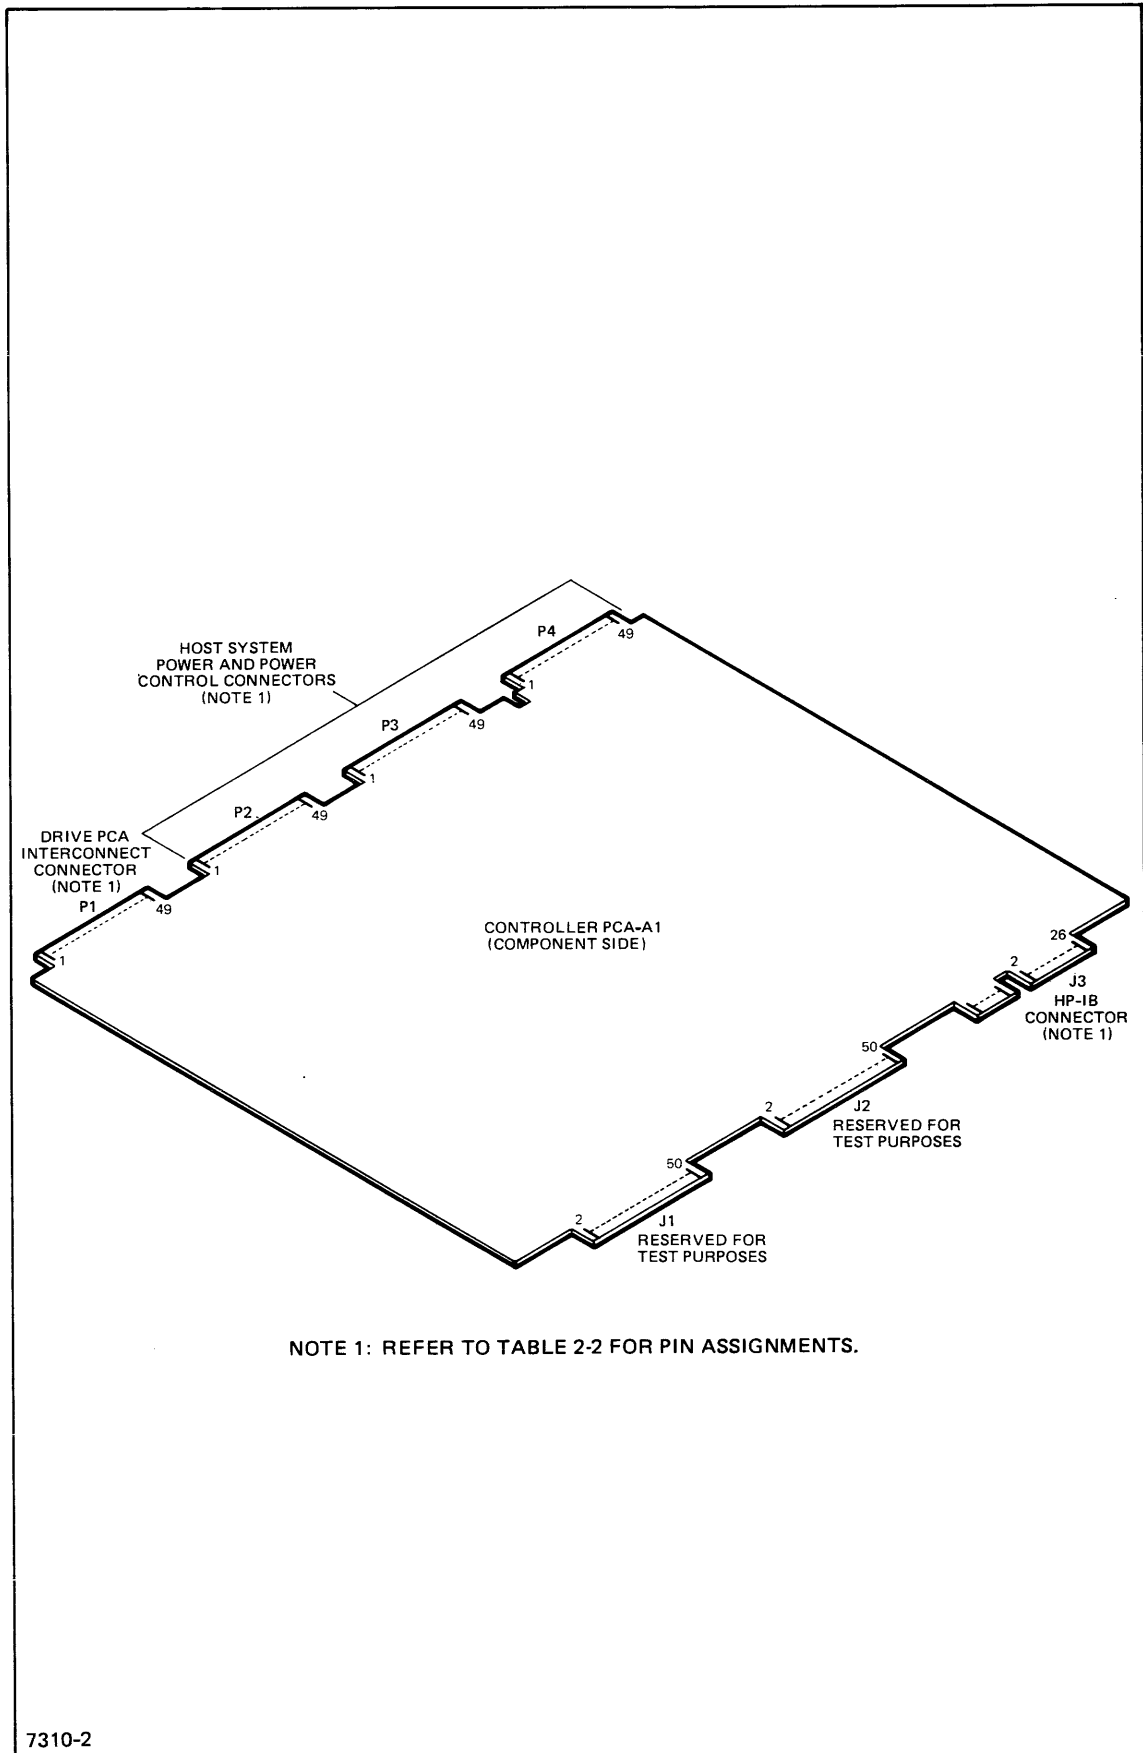 HOST SYSTEM
POWER AND POWER
CONTROL CONNECTORS
(NOTE 1)
P4
49
1
P3
49
1
P2
49
1
DRIVE PCA
INTERCONNECT
CONNECTOR
(NOTE 1)
P1
49
1
CONTROLLER PCA-A1
(COMPONENT SIDE)
26
2
J3
HP-IB
CONNECTOR
(NOTE 1)
50
2
J2
RESERVED FOR
TEST PURPOSES
50
2
J1
RESERVED FOR
TEST PURPOSES
NOTE 1: REFER TO TABLE 2-2 FOR PIN ASSIGNMENTS.
7310-2